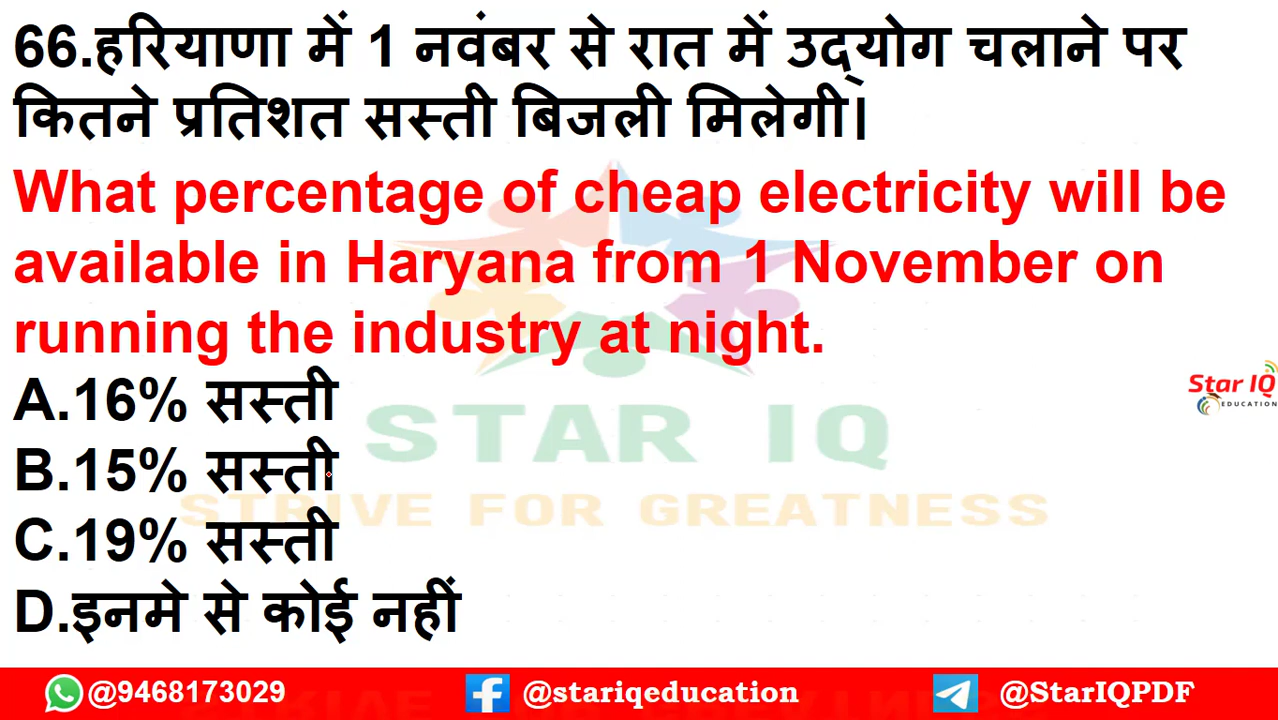 66.हरियाणा में 1 नवंबर से रात में उद्योग चलाने पर
कितने प्रतिशत सस्ती बिजली मिलेगी।
What percentage of cheap electricity will be
available in Haryana from 1 November on
running the industry at night.
A.16% सस्ती
Star IQ
EDUCATION
STAR IQ
B.15% सस्ती
STRIVE FOR GREATNESS
C.19% सस्ती
D.इनमे से कोई नहीं
@9468173029 @stariqeducation @StarIQPDF